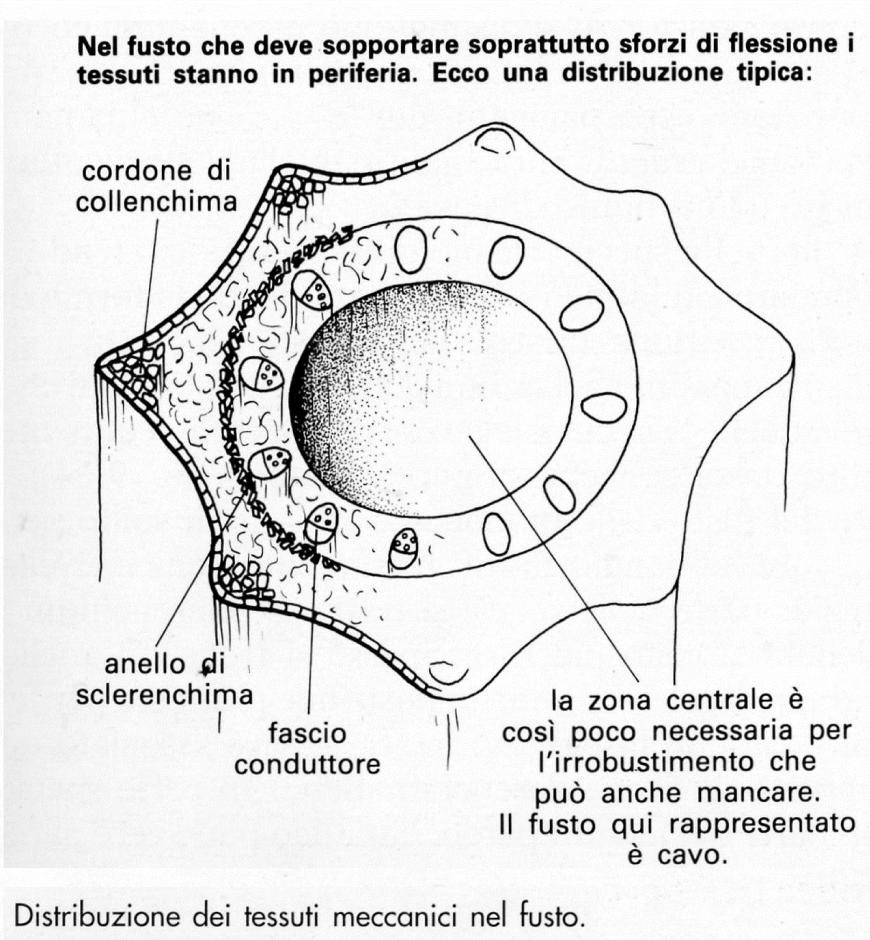 Nel fusto che deve sopportare soprattutto sforzi di flessione i
tessuti stanno in periferia. Ecco una distribuzione tipica:
cordone di
collenchima
anello di
sclerenchima
fascio
conduttore
la zona centrale è
così poco necessaria per
l'irrobustimento che
può anche mancare.
Il fusto qui rappresentato
è cavo.
Distribuzione dei tessuti meccanici nel fusto.